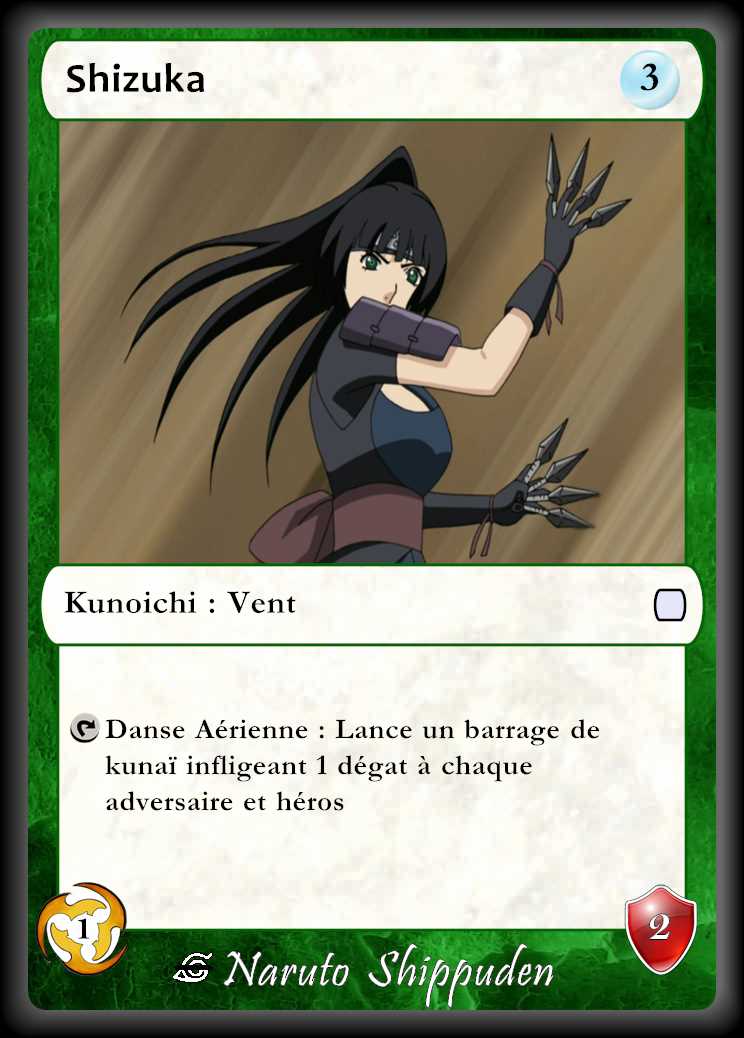 Shizuka
3
Kunoichi : Vent
Danse Aérienne : Lance un barrage de
kunaï infligeant 1 dégat à chaque
adversaire et héros
1
2
Naruto Shippuden